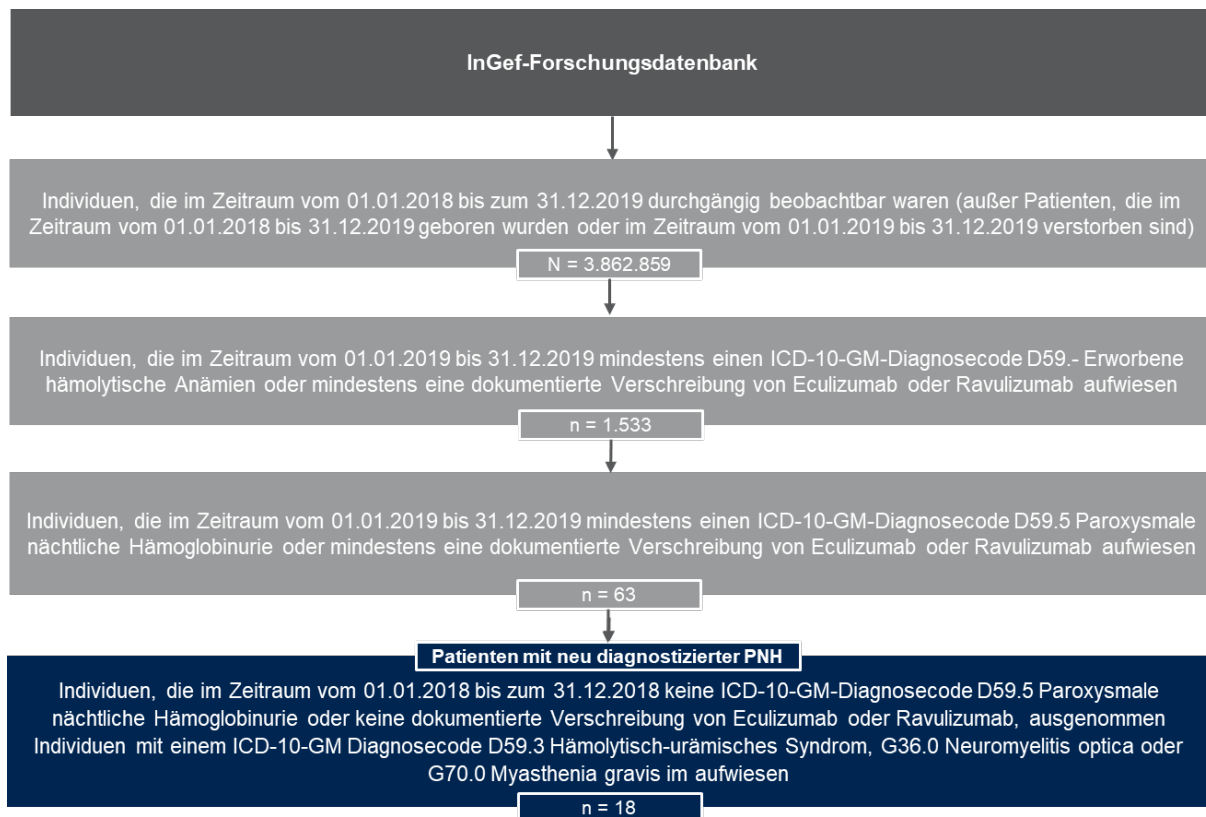 InGef-Forschungsdatenbank
Individuen, die im Zeitraum vom 01.01.2018 bis zum 31.12.2019 durchgängig beobachtbar waren (außer Patienten, die im
Zeitraum vom 01.01.2018 bis 31.12.2019 geboren wurden oder im Zeitraum vom 01.01.2019 bis 31.12.2019 verstorben sind)
N = 3.862.859
Individuen, die im Zeitraum vom 01.01.2019 bis 31.12.2019 mindestens einen ICD-10-GM-Diagnosecode D59.- Erworbene
hämolytische Anämien oder mindestens eine dokumentierte Verschreibung von Eculizumab oder Ravulizumab aufwiesen
n = 1.533
Individuen, die im Zeitraum vom 01.01.2019 bis 31.12.2019 mindestens einen ICD-10-GM-Diagnosecode D59.5 Paroxysmale
nächtliche Hämoglobinurie oder mindestens eine dokumentierte Verschreibung von Eculizumab oder Ravulizumab aufwiesen
n = 63
Patienten mit neu diagnostizierter PNH
Individuen, die im Zeitraum vom 01.01.2018 bis zum 31.12.2018 keine ICD-10-GM-Diagnosecode D59.5 Paroxysmale
nächtliche Hämoglobinurie oder keine dokumentierte Verschreibung von Eculizumab oder Ravulizumab, ausgenommen
Individuen mit einem ICD-10-GM Diagnosecode D59.3 Hämolytisch-urämisches Syndrom, G36.0 Neuromyelitis optica oder
G70.0 Myasthenia gravis im aufwiesen
n = 18